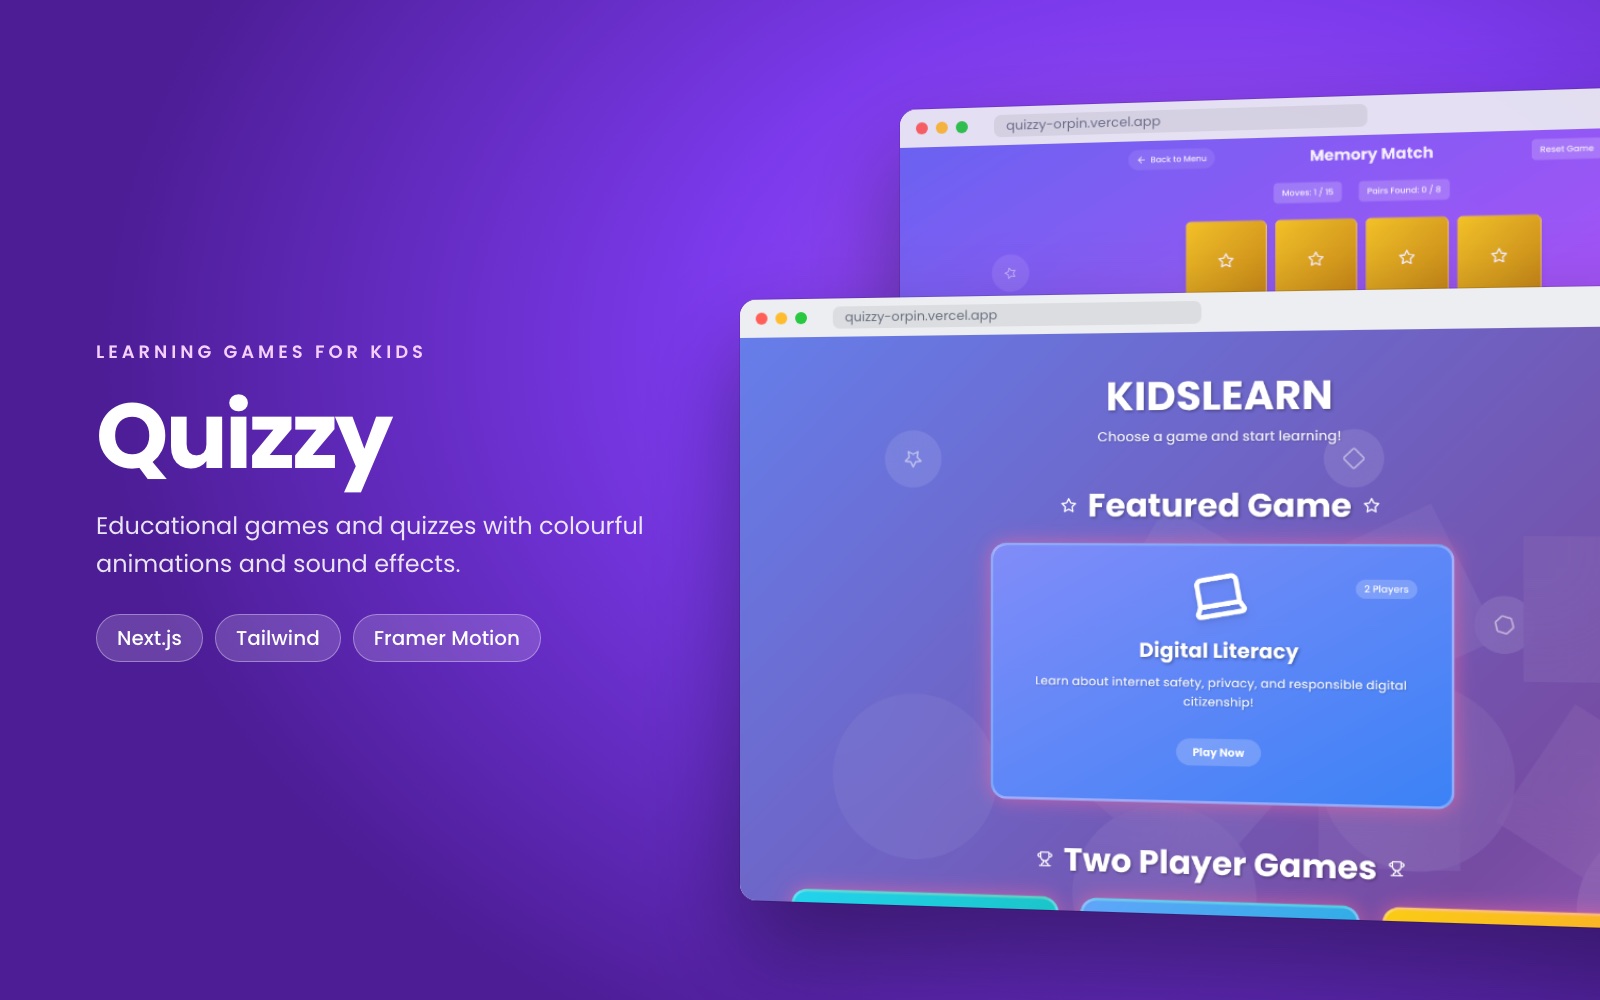 LEARNING GAMES FOR KIDS
Quizzy
Educational games and quizzes with colourful
animations and sound effects.
Next.js
Tailwind
Framer Motion
quizzy-orpin.vercel.app
Back to Menu
Memory Match
Reset Game
Moves: 1 / 15
Pairs Found: 0 / 8
quizzy-orpin.vercel.app
KIDSLEARN
Choose a game and start learning!
Featured Game
2 Players
Digital Literacy
Learn about internet safety, privacy, and responsible digital
citizenship!
Play Now
Two Player Games